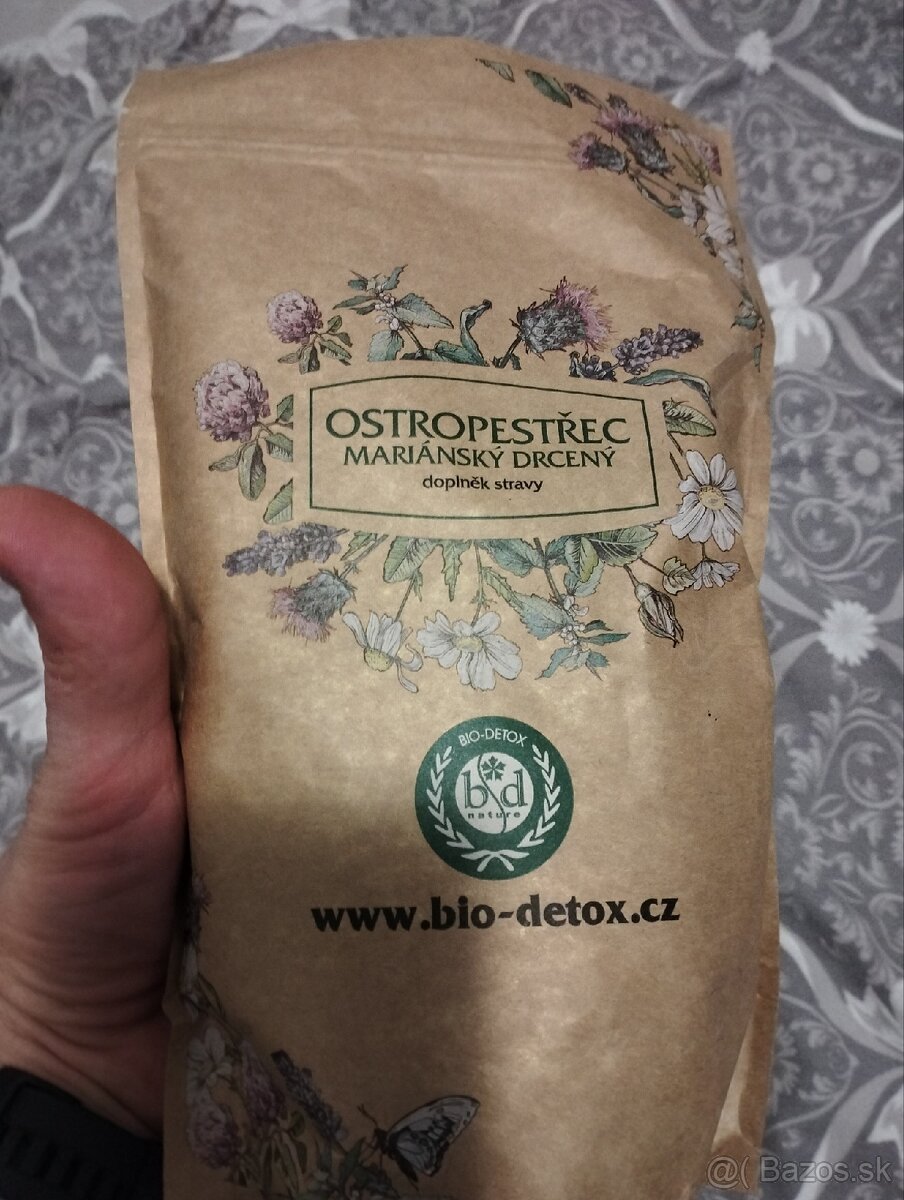 OSTROPESTŘEC
MARIÁNSKÝ DRCENÝ
doplněk stravy
BIO-DETOX
bd
nature
www.bio-detox.cz
@( Bazos.sk